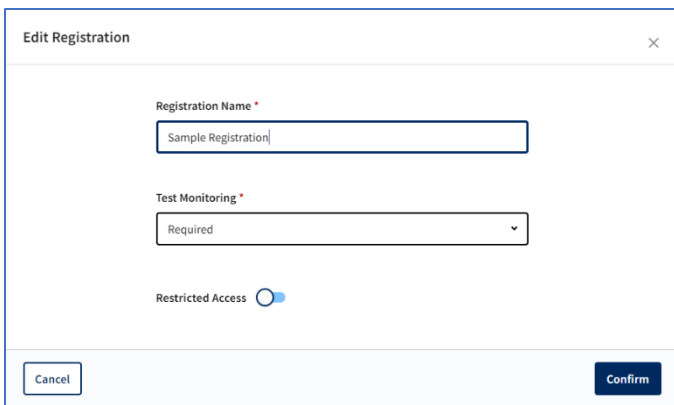 Edit Registration
Registration Name *
Sample Registration
Test Monitoring *
Required
Restricted Access
Cancel
Confirm